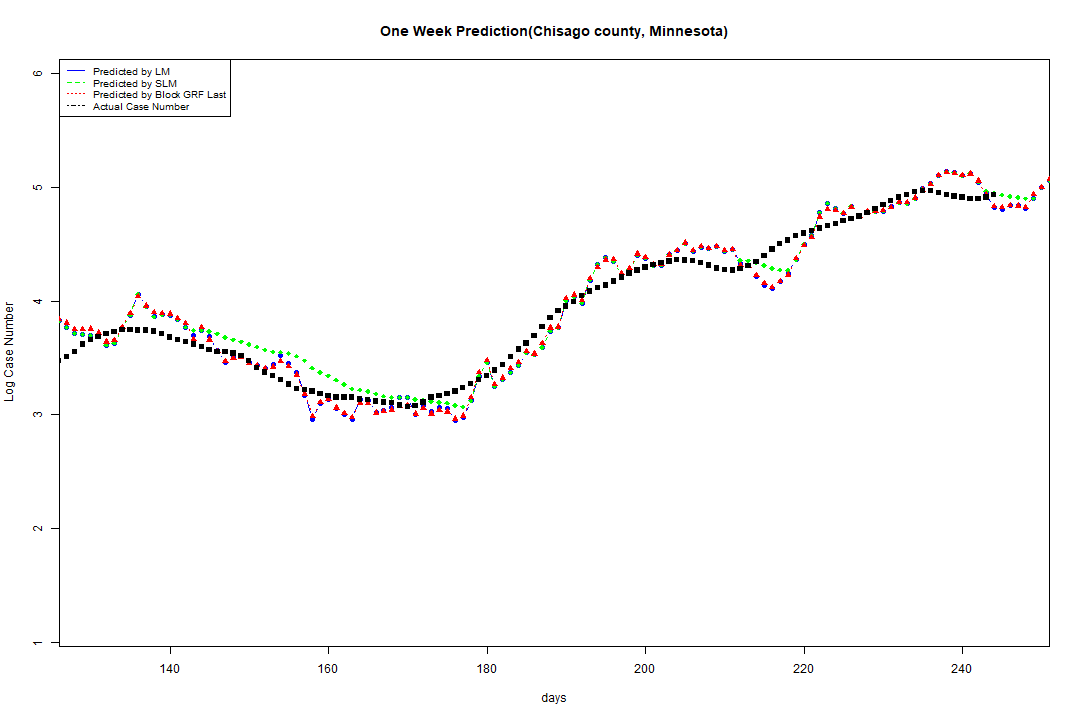 One Week Prediction(Chisago county, Minnesota)
Predicted by LM
Predicted by SLM
Predicted by Block GRF Last
Actual Case Number
6
5
4
3
2
1
Log Case Number
140 160 180 200 220 240
days